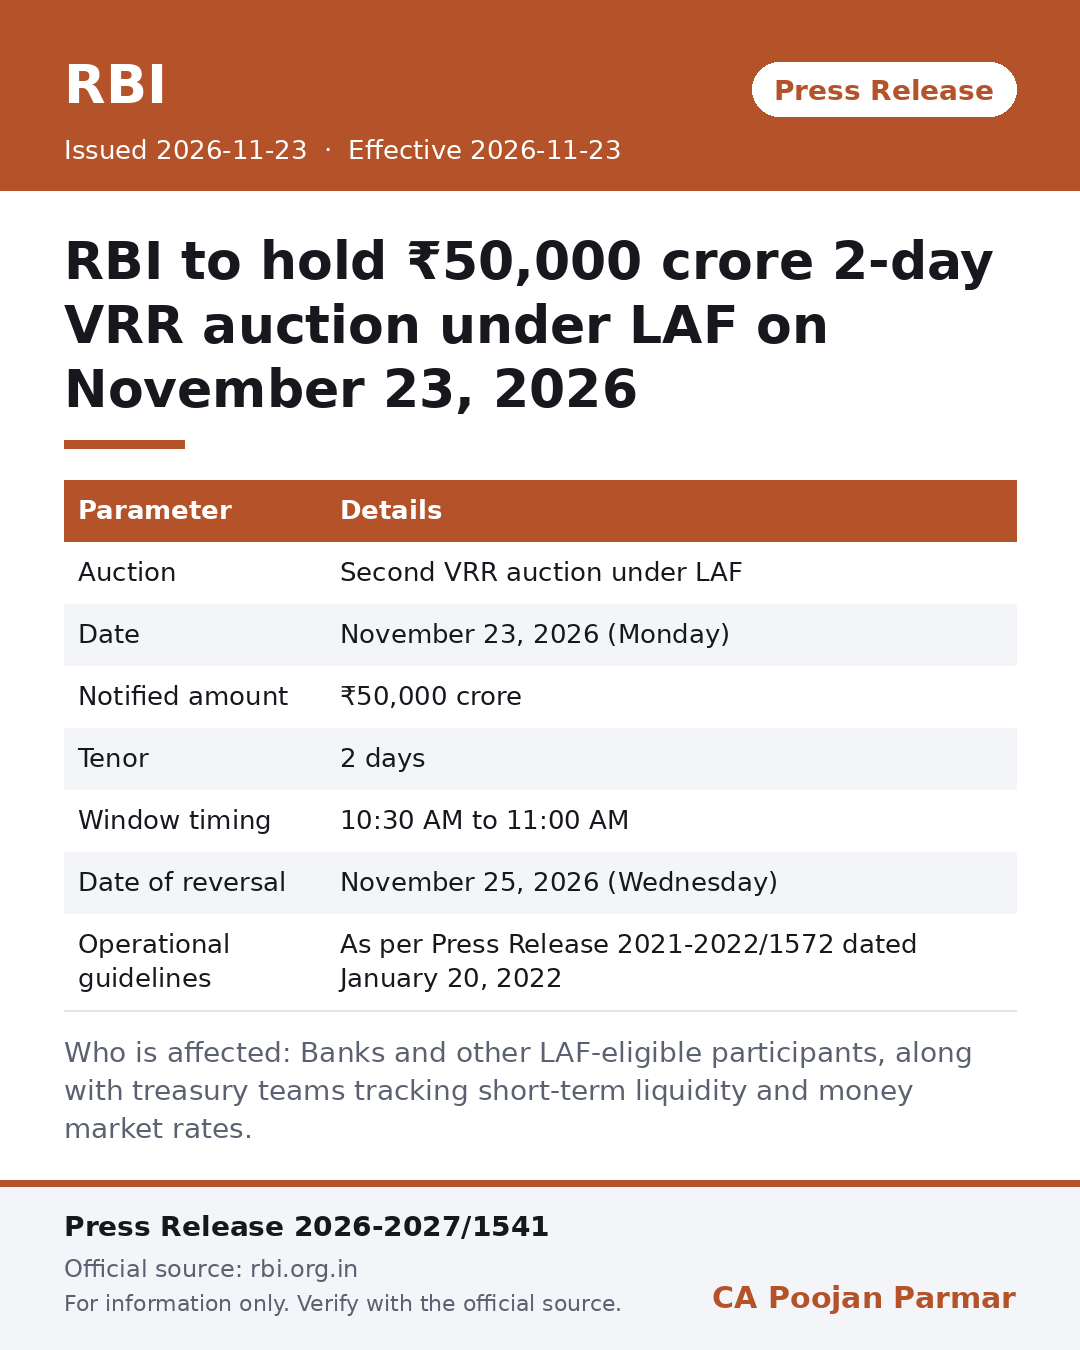 RBI
Press Release
Issued 2026-11-23 · Effective 2026-11-23
RBI to hold ₹50,000 crore 2-day
VRR auction under LAF on
November 23, 2026
Parameter Details
Auction Second VRR auction under LAF
Date November 23, 2026 (Monday)
Notified amount ₹50,000 crore
Tenor 2 days
Window timing 10:30 AM to 11:00 AM
Date of reversal November 25, 2026 (Wednesday)
Operational guidelines As per Press Release 2021-2022/1572 dated
January 20, 2022
Who is affected: Banks and other LAF-eligible participants, along
with treasury teams tracking short-term liquidity and money
market rates.
Press Release 2026-2027/1541
Official source: rbi.org.in
For information only. Verify with the official source.
CA Poojan Parmar